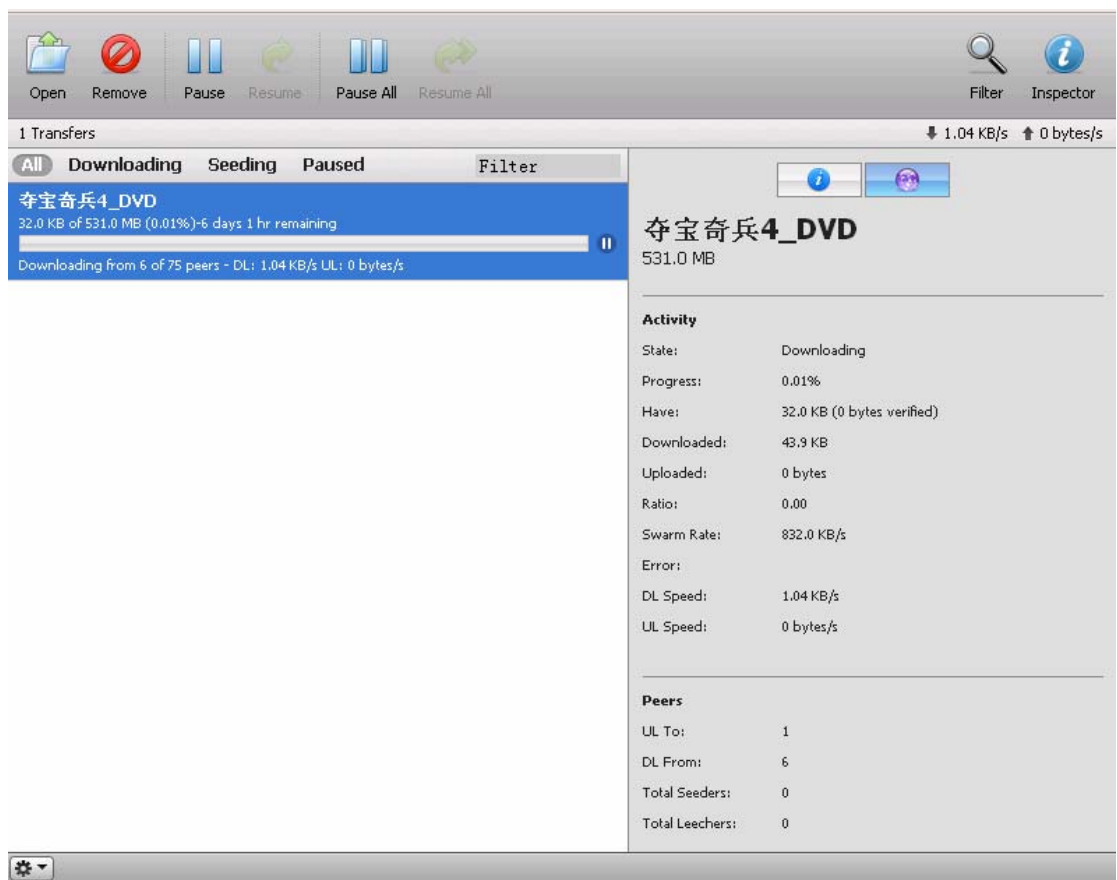 Open Remove Pause Resume Pause All Resume All Filter Inspector
1 Transfers 1.04 KB/s 0 bytes/s
All Downloading Seeding Paused Filter
夺宝奇兵4_DVD
32.0 KB of 531.0 MB (0.01%)-6 days 1 hr remaining
Downloading from 6 of 75 peers - DL: 1.04 KB/s UL: 0 bytes/s
夺宝奇兵4_DVD
531.0 MB
Activity
State: Downloading
Progress: 0.01%
Have: 32.0 KB (0 bytes verified)
Downloaded: 43.9 KB
Uploaded: 0 bytes
Ratio: 0.00
Swarm Rate: 832.0 KB/s
Error:
DL Speed: 1.04 KB/s
UL Speed: 0 bytes/s
Peers
UL To: 1
DL From: 6
Total Seeders: 0
Total Leechers: 0